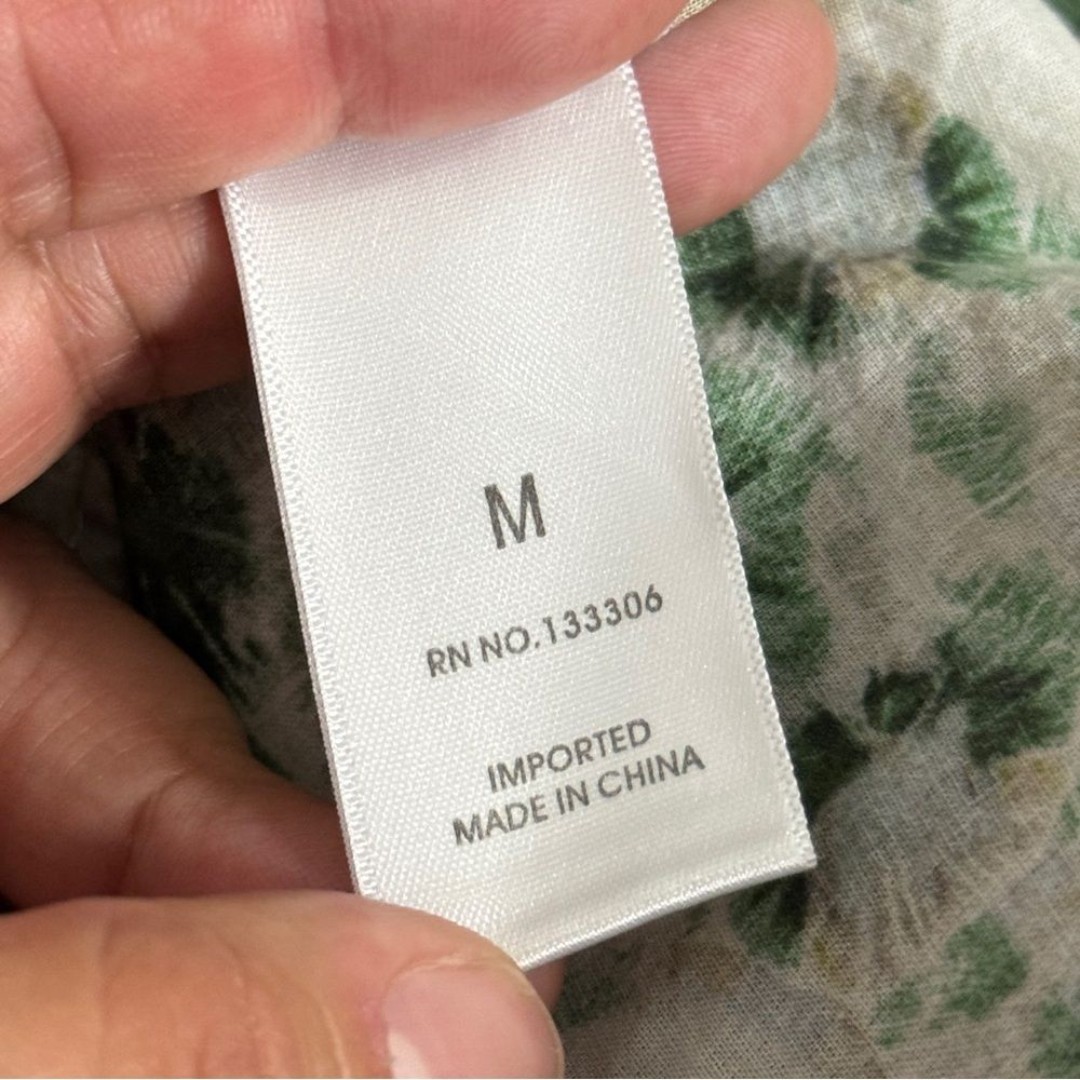 M
RN NO.133306
IMPORTED
MADE IN CHINA